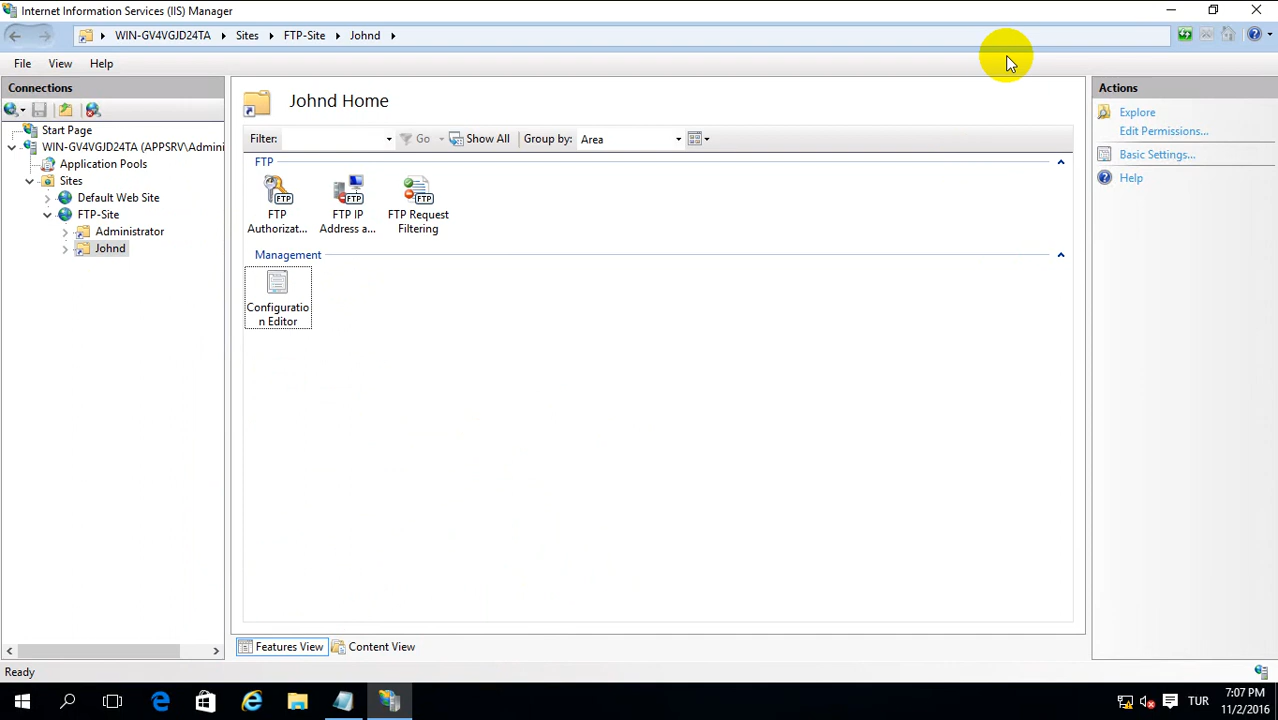 Internet Information Services (IIS) Manager
WIN-GV4VGJD24TA Sites FTP-Site Johnd
File View Help
Connections
Start Page
WIN-GV4VGJD24TA (APPSRV\Admini
Application Pools
Sites
Default Web Site
FTP-Site
Administrator
Johnd
Johnd Home
Filter: Go Show All Group by: Area
FTP
FTP
Authorizat...
FTP IP
Address a...
FTP Request
Filtering
Management
Configuratio
n Editor
Features View Content View
Actions
Explore
Edit Permissions...
Basic Settings...
Help
Ready
TUR
7:07 PM
11/2/2016